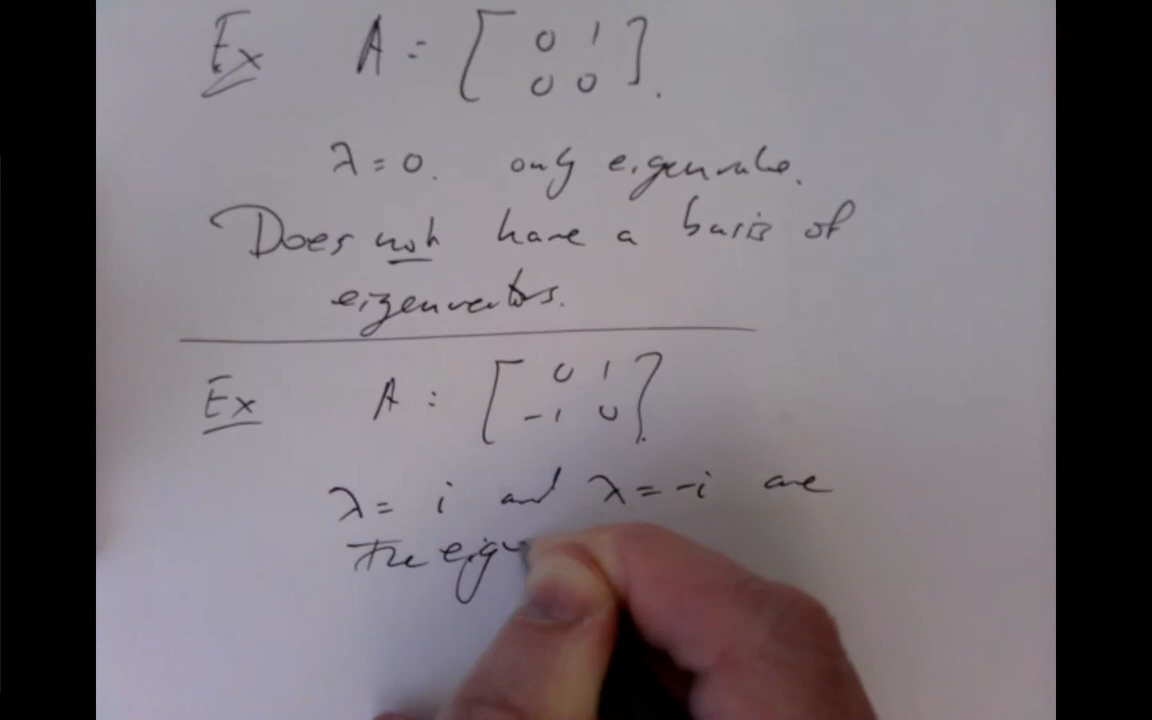 Ex A = [ 0 1
0 0 ].
λ = 0. only eigenvalue.
Does not have a basis of
eigenvectors.
Ex A = [ 0 1
-1 0 ].
λ = i and λ = -i are
The eige